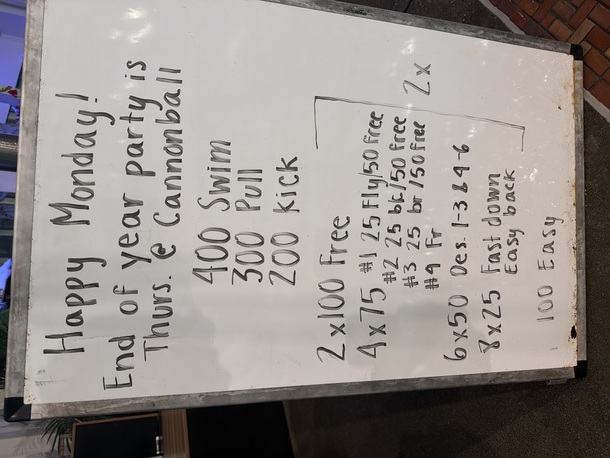 Happy Monday!
End of year party is
Thurs. @ Cannonball
400 Swim
300 Pull
200 Kick
2x100 Free
4x75 #1 25 Fly/50 Free
#2 25 bk/50 Free
#3 25 br/50 Free
#4 Fr
2x
6x50 Des. 1-3 & 4-6
8x25 Fast down
Easy back
100 Easy